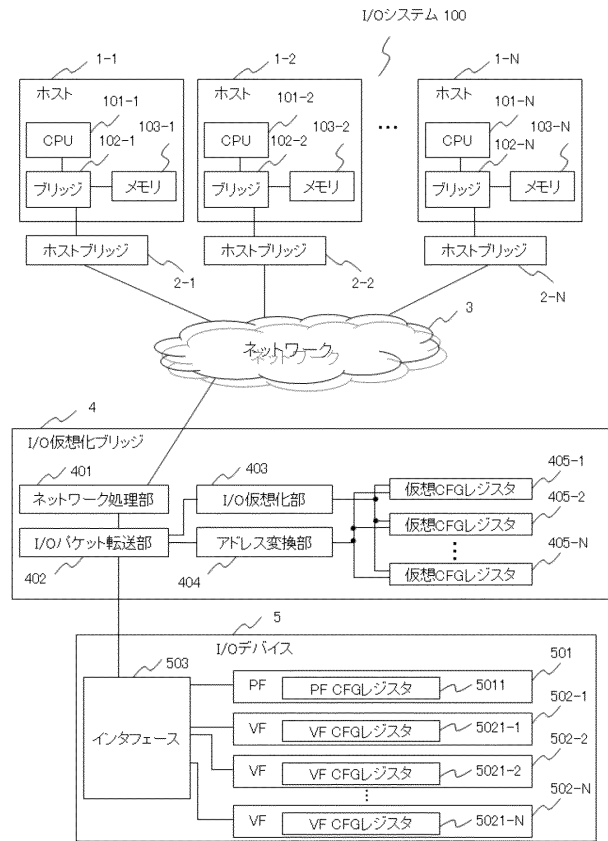 I/Oシステム 100
1-1
1-2
1-N
ホスト
ホスト
ホスト
101-1
101-2
101-N
CPU
CPU
CPU
102-1
103-1
102-2
103-2
102-N
103-N
ブリッジ
メモリ
ブリッジ
メモリ
ブリッジ
メモリ
...
ホストブリッジ
ホストブリッジ
ホストブリッジ
2-1
2-2
2-N
3
ネットワーク
4
I/O仮想化ブリッジ
401
403
405-1
ネットワーク処理部
I/O仮想化部
仮想CFGレジスタ
405-2
仮想CFGレジスタ
I/Oパケット転送部
アドレス変換部
405-N
402
404
仮想CFGレジスタ
5
I/Oデバイス
503
501
PF
PF CFGレジスタ
5011
502-1
インタフェース
VF
VF CFGレジスタ
5021-1
502-2
VF
VF CFGレジスタ
5021-2
502-N
VF
VF CFGレジスタ
5021-N